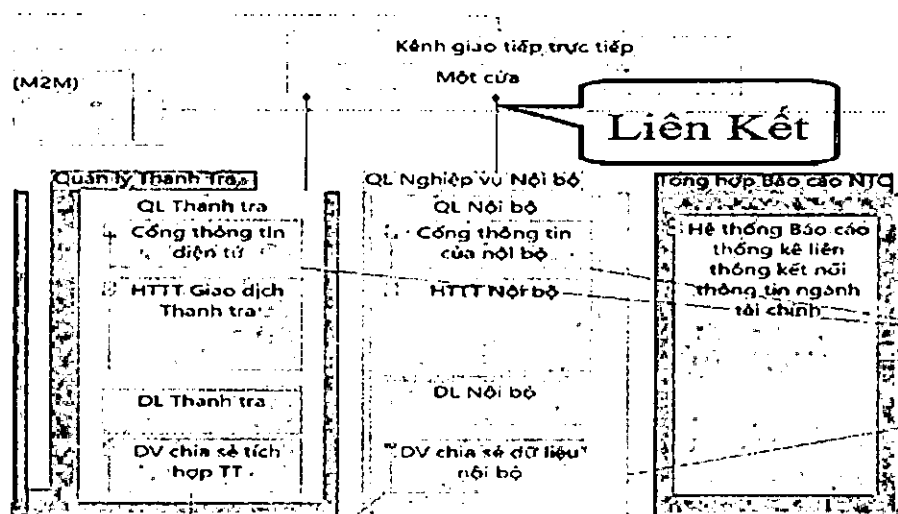 Kênh giao tiếp trực tiếp
Một cửa
(M2M)
Liên Kết
Quản lý Thanh Tra
QL Thanh tra
Cổng thông tin
điện tử
HTTT Giao dịch
Thanh tra
DL Thanh tra
DV chia sẻ tích
hợp TT
QL Nghiệp vụ Nội bộ
QL Nội bộ
Cổng thông tin
của nội bộ
HTTT Nội bộ
DL Nội bộ
DV chia sẻ dữ liệu
nội bộ
Tổng hợp Báo cáo NTC
Hệ thống Báo cáo
thống kê liên
thông kết nối
thông tin ngành
tài chính